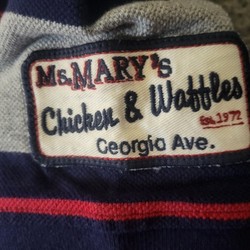 Ms. MARY's
Chicken & Waffles
Est. 1972
Georgia Ave.